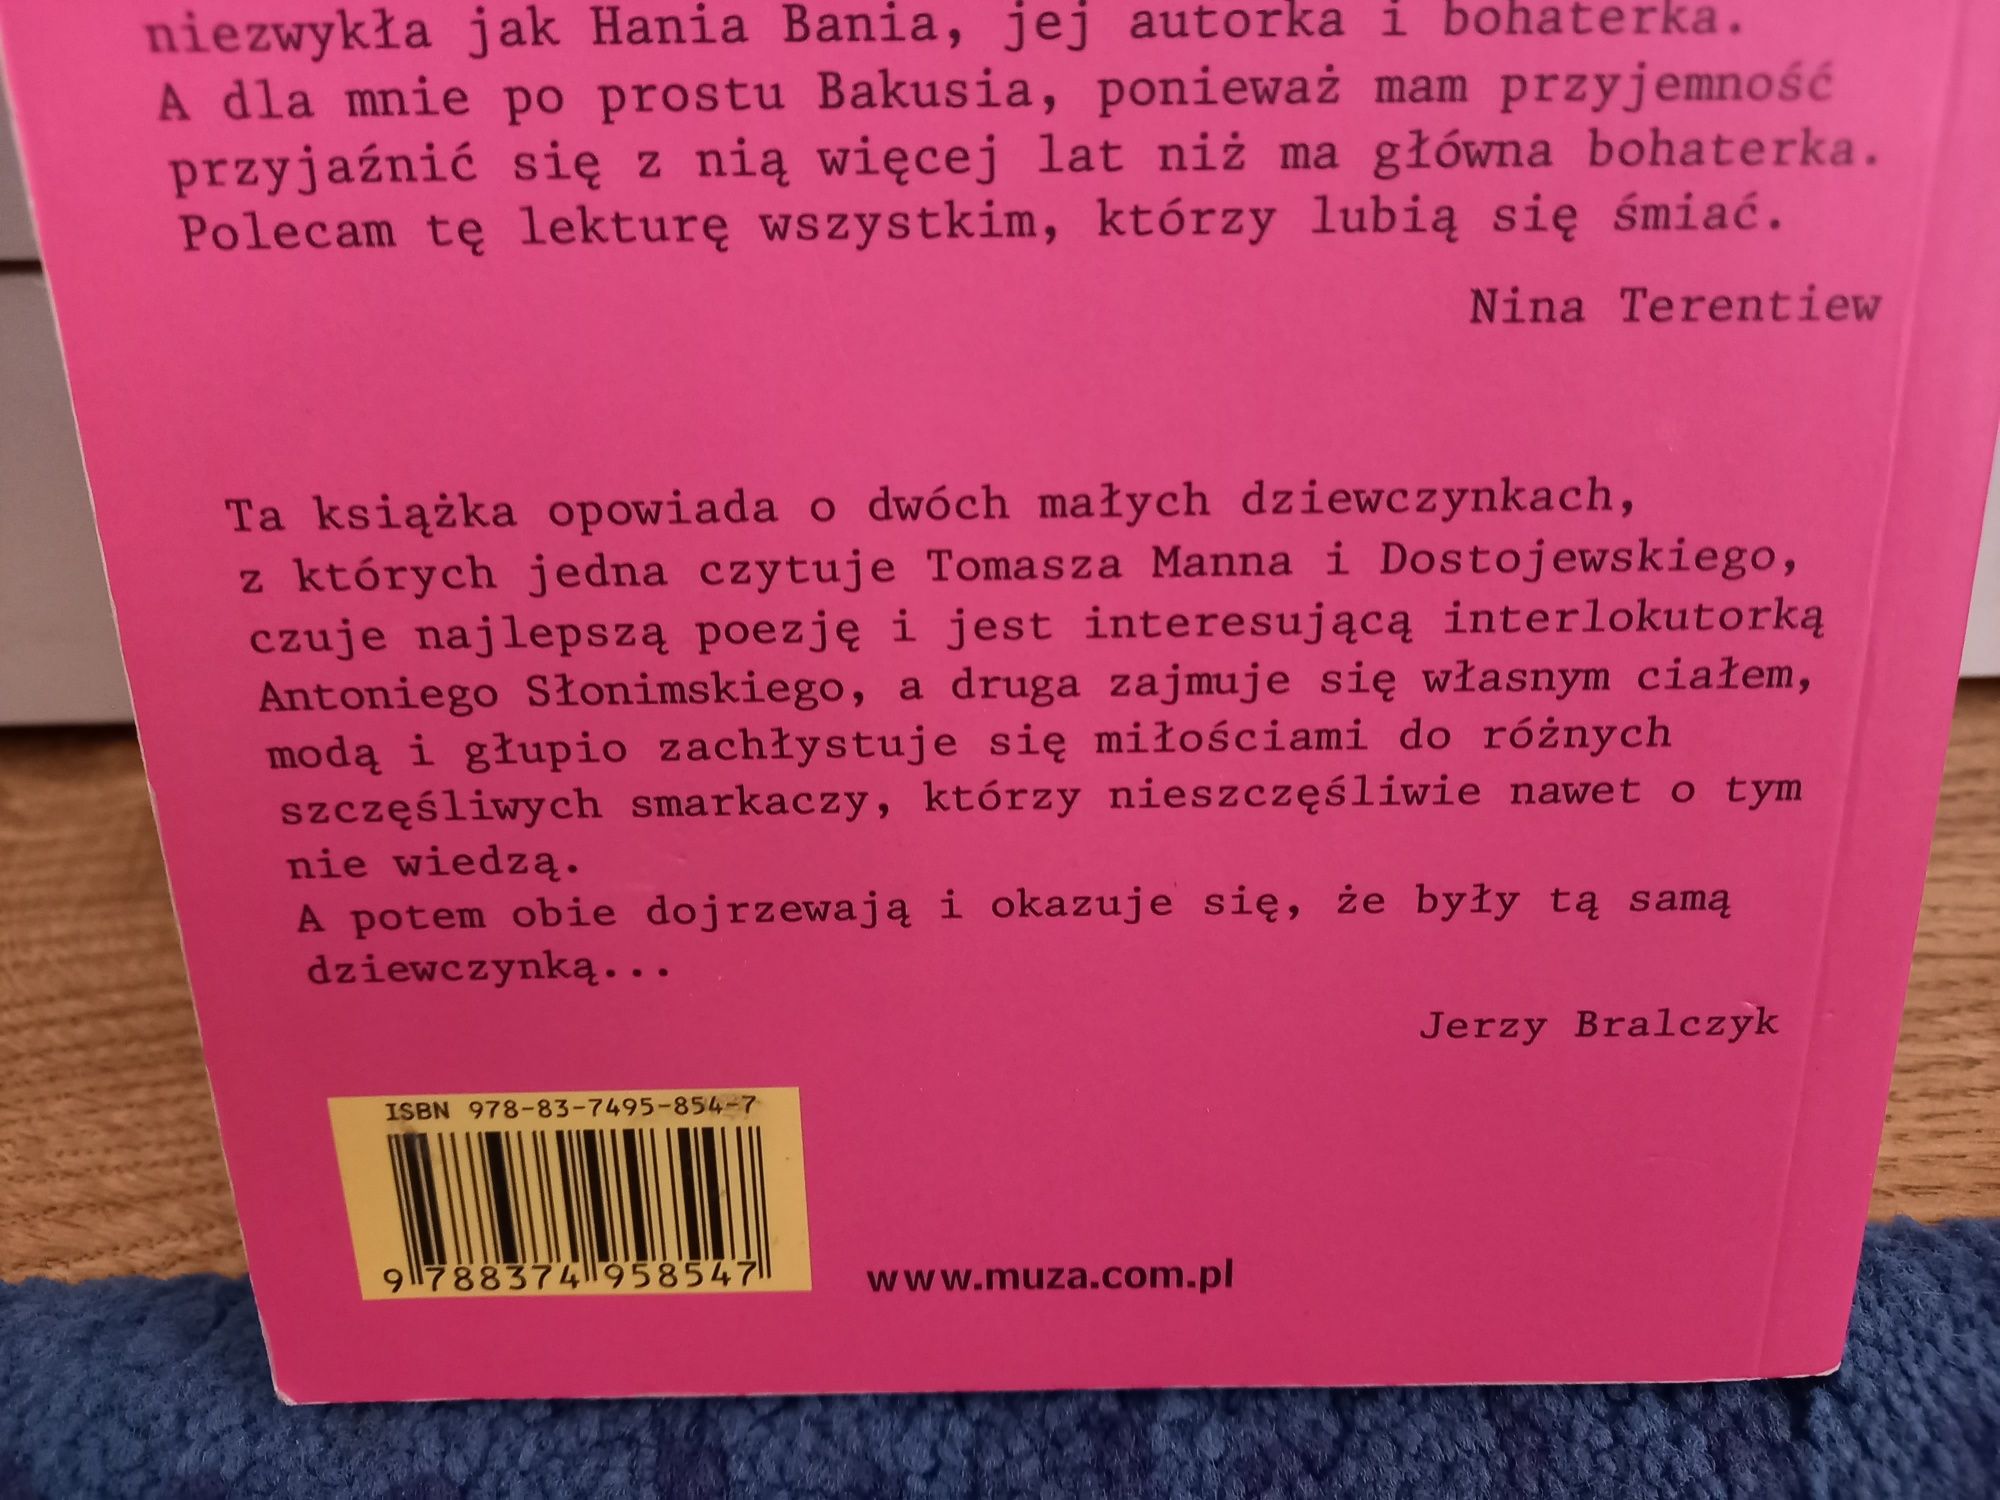 niezwykła jak Hania Bania, jej autorka i bohaterka.
A dla mnie po prostu Bakusia, ponieważ mam przyjemność
przyjaźnić się z nią więcej lat niż ma główna bohaterka.
Polecam tę lekturę wszystkim, którzy lubią się śmiać.
Nina Terentiew
Ta książka opowiada o dwóch małych dziewczynkach,
z których jedna czytuje Tomasza Manna i Dostojewskiego,
czuje najlepszą poezję i jest interesującą interlokutorką
Antoniego Słonimskiego, a druga zajmuje się własnym ciałem,
modą i głupio zachłystuje się miłościami do różnych
szczęśliwych smarkaczy, którzy nieszczęśliwie nawet o tym
nie wiedzą.
A potem obie dojrzewają i okazuje się, że były tą samą
dziewczynką...
Jerzy Bralczyk
ISBN 978-83-7495-854-7
9 788374 958547
www.muza.com.pl